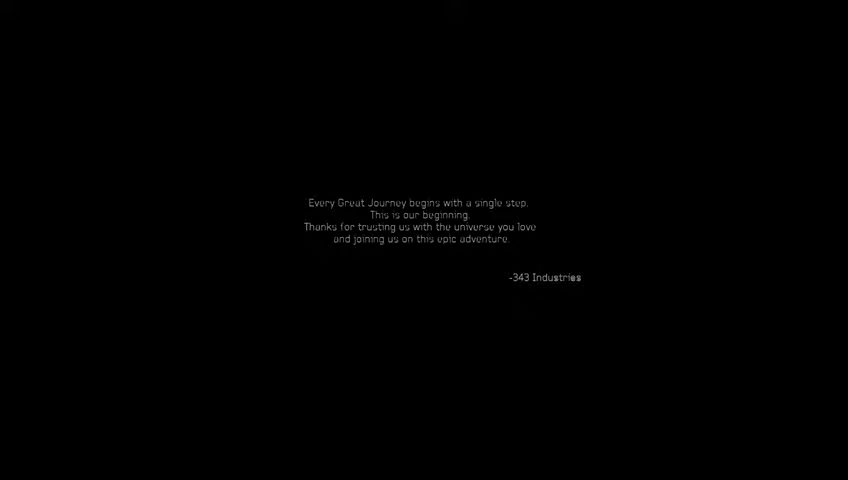 Every Great Journey begins with a single step.
This is our beginning.
Thanks for trusting us with the universe you love
and joining us on this epic adventure.
-343 Industries